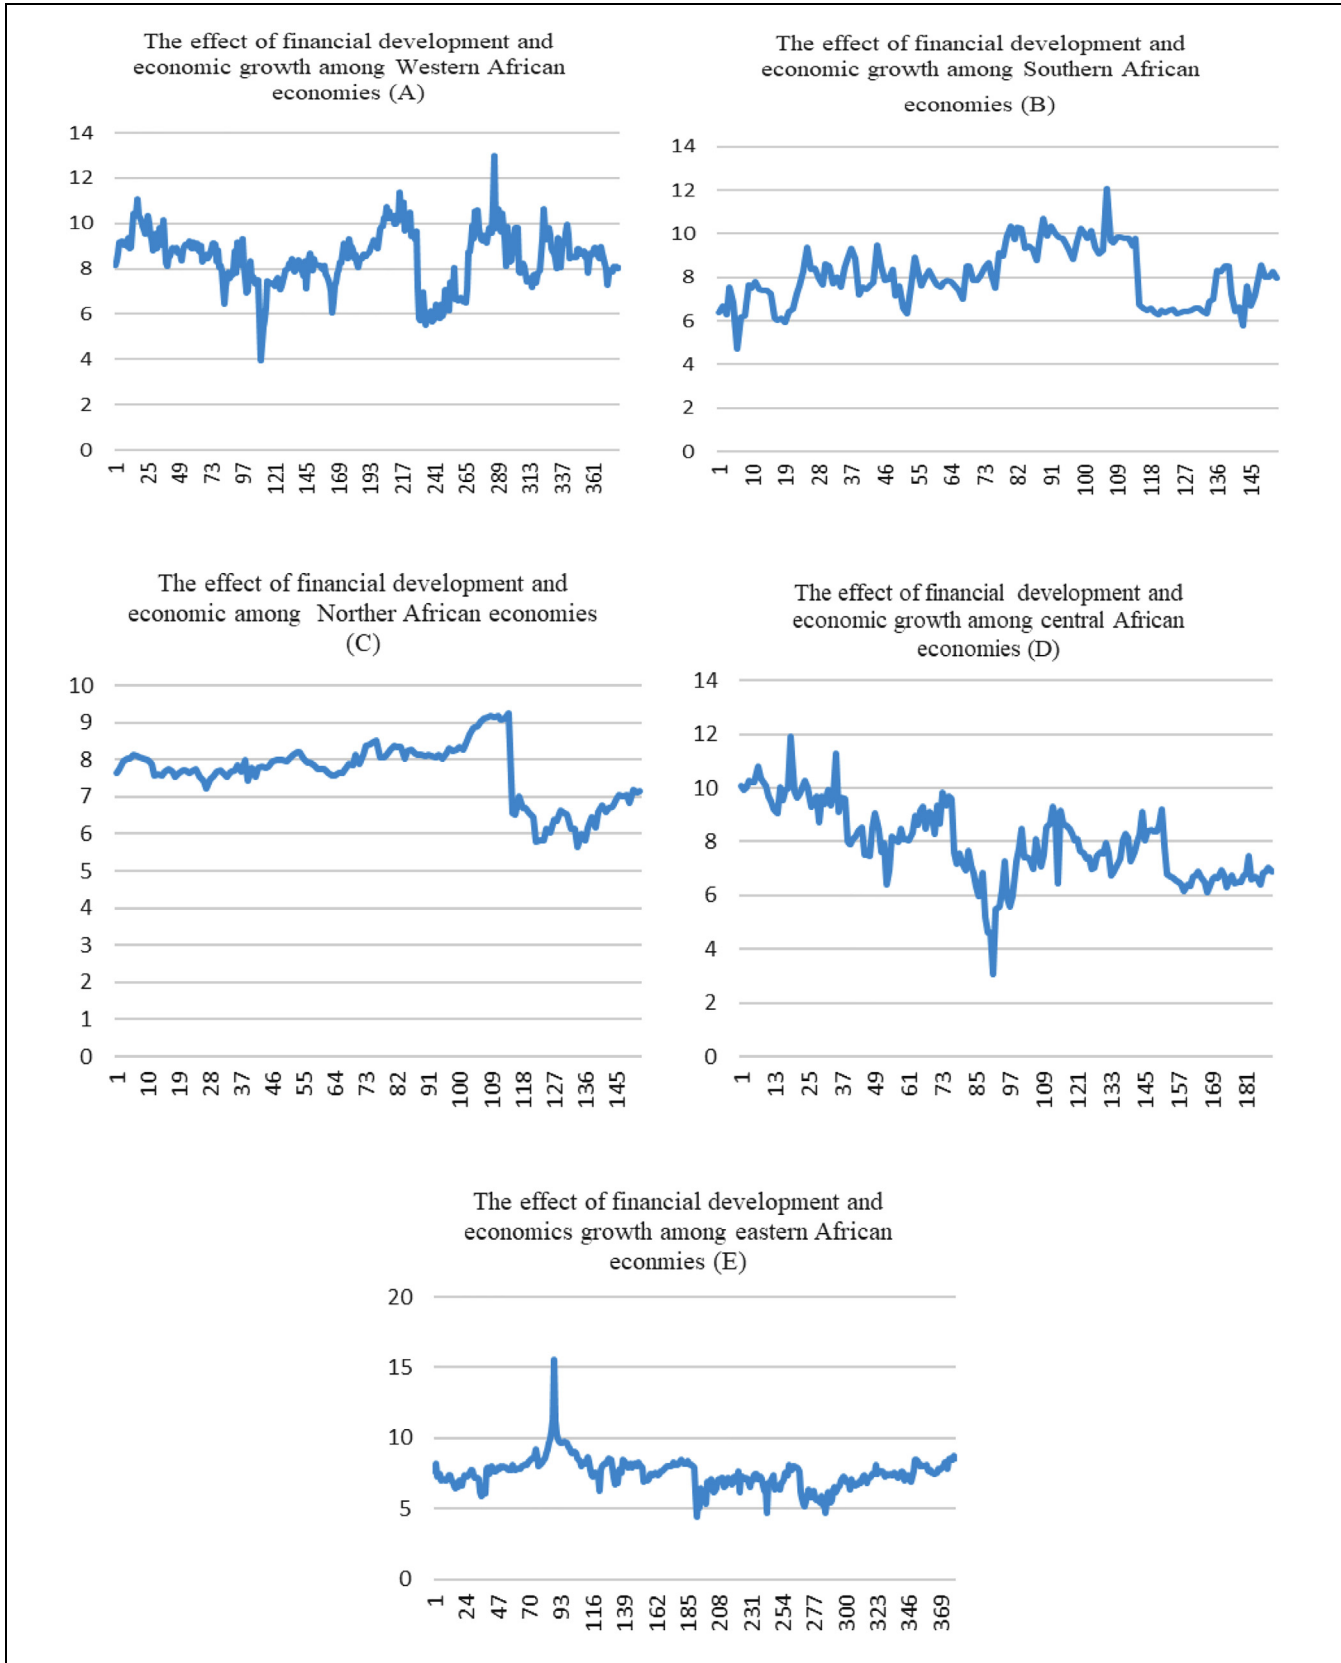 The effect of financial development and
economic growth among Western African
economies (A)
14
12
10
8
6
4
2
0
1 25 49 73 97 121 145 169 193 217 241 265 289 313 337 361
The effect of financial development and
economic growth among Southern African
economies (B)
14
12
10
8
6
4
2
0
1 10 19 28 37 46 55 64 73 82 91 100 109 118 127 136 145
The effect of financial development and
economic among Norther African economies
(C)
10
9
8
7
6
5
4
3
2
1
0
1 10 19 28 37 46 55 64 73 82 91 100 109 118 127 136 145
The effect of financial development and
economic growth among central African
economies (D)
14
12
10
8
6
4
2
0
1 13 25 37 49 61 73 85 97 109 121 133 145 157 169 181
The effect of financial development and
economics growth among eastern African
econmies (E)
20
15
10
5
0
1 24 47 70 93 116 139 162 185 208 231 254 277 300 323 346 369